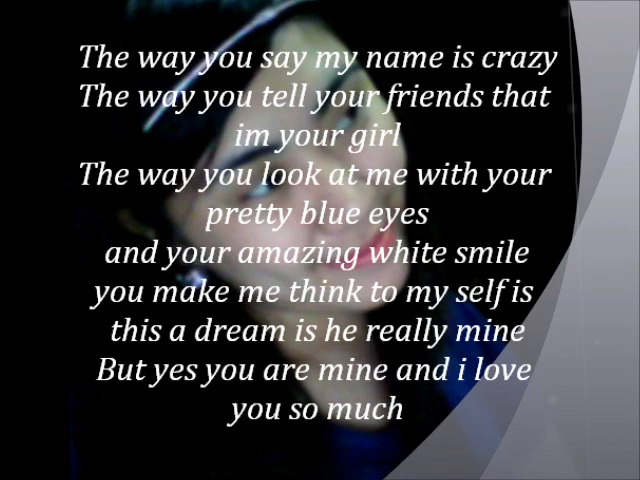 The way you say my name is crazy
The way you tell your friends that
im your girl
The way you look at me with your
pretty blue eyes
and your amazing white smile
you make me think to my self is
this a dream is he really mine
But yes you are mine and i love
you so much